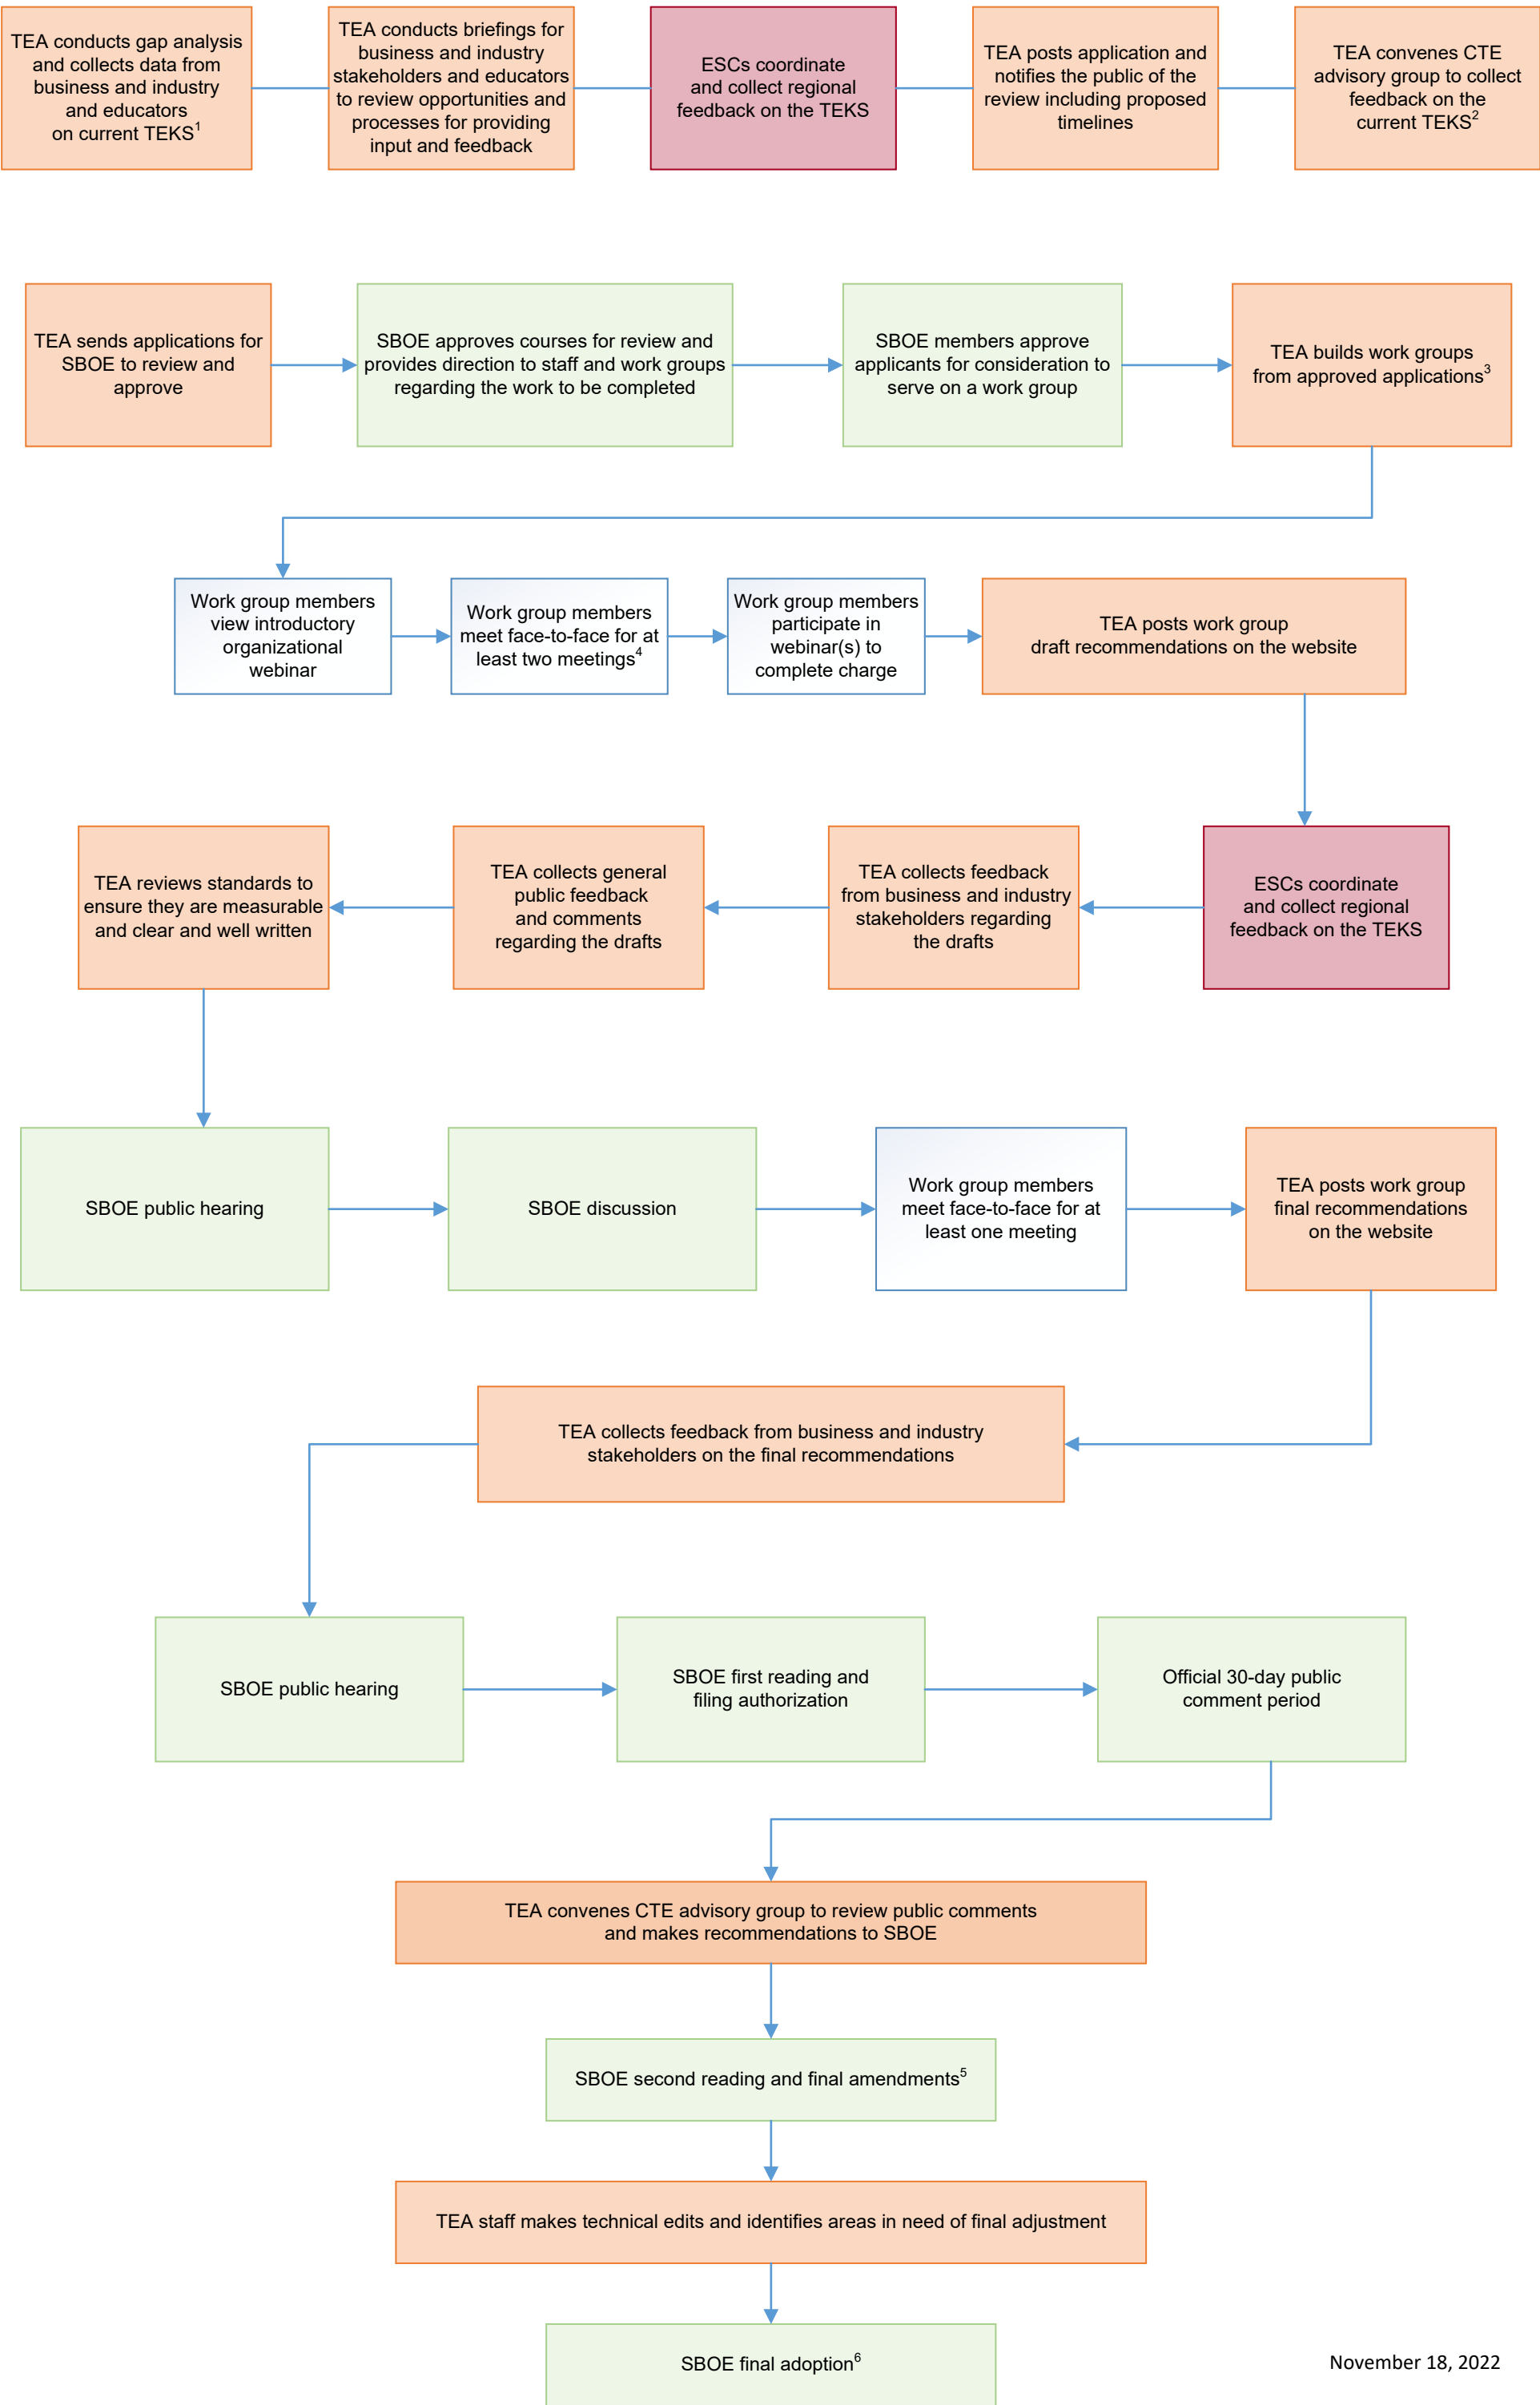 TEA conducts gap analysis
and collects data from
business and industry
and educators
on current TEKS1
TEA conducts briefings for
business and industry
stakeholders and educators
to review opportunities and
processes for providing
input and feedback
ESCs coordinate
and collect regional
feedback on the TEKS
TEA posts application and
notifies the public of the
review including proposed
timelines
TEA convenes CTE
advisory group to collect
feedback on the
current TEKS2
TEA sends applications for
SBOE to review and
approve
SBOE approves courses for review and
provides direction to staff and work groups
regarding the work to be completed
SBOE members approve
applicants for consideration to
serve on a work group
TEA builds work groups
from approved applications3
Work group members
view introductory
organizational
webinar
Work group members
meet face-to-face for at
least two meetings4
Work group members
participate in
webinar(s) to
complete charge
TEA posts work group
draft recommendations on the website
TEA reviews standards to
ensure they are measurable
and clear and well written
TEA collects general
public feedback
and comments
regarding the drafts
TEA collects feedback
from business and industry
stakeholders regarding
the drafts
ESCs coordinate
and collect regional
feedback on the TEKS
SBOE public hearing
SBOE discussion
Work group members
meet face-to-face for at
least one meeting
TEA posts work group
final recommendations
on the website
TEA collects feedback from business and industry
stakeholders on the final recommendations
SBOE public hearing
SBOE first reading and
filing authorization
Official 30-day public
comment period
TEA convenes CTE advisory group to review public comments
and makes recommendations to SBOE
SBOE second reading and final amendments5
TEA staff makes technical edits and identifies areas in need of final adjustment
SBOE final adoption6
November 18, 2022